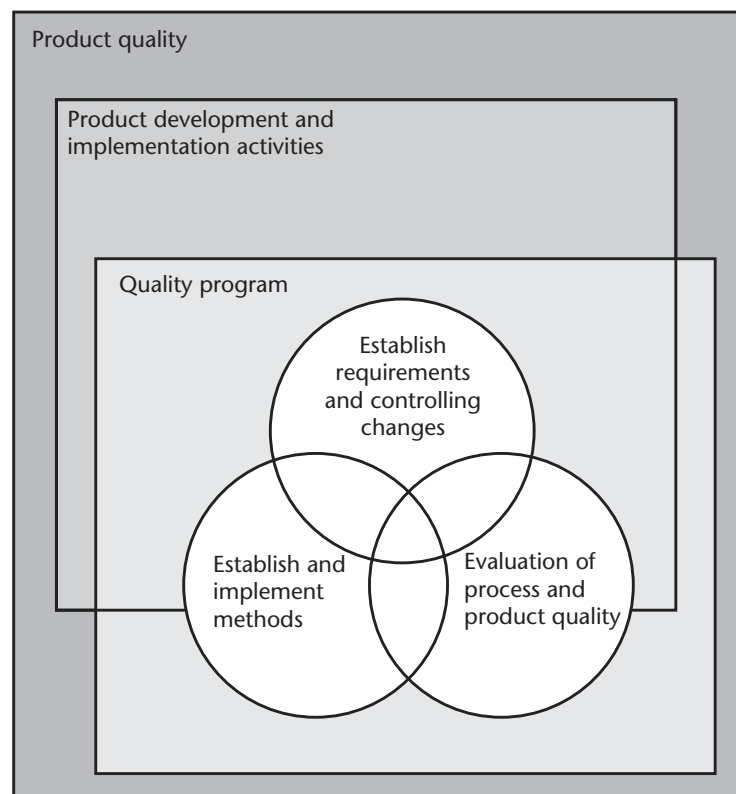 Product quality
Product development and
implementation activities
Quality program
Establish
requirements
and controlling
changes
Establish and
implement
methods
Evaluation of
process and
product quality